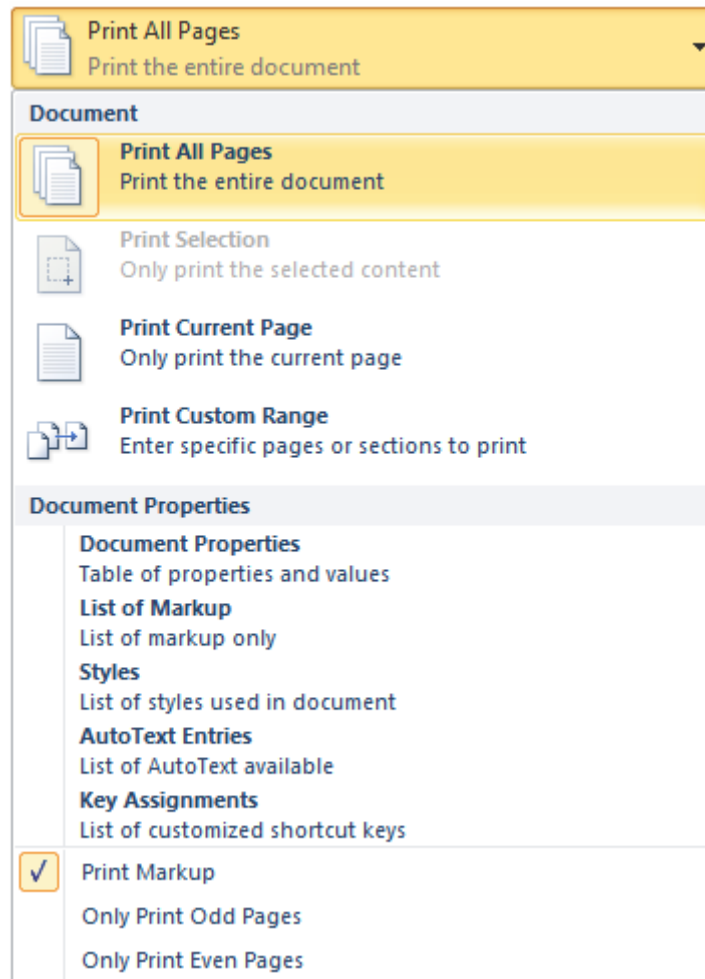 Print All Pages
Print the entire document
Document
Print All Pages
Print the entire document
Print Selection
Only print the selected content
Print Current Page
Only print the current page
Print Custom Range
Enter specific pages or sections to print
Document Properties
Document Properties
Table of properties and values
List of Markup
List of markup only
Styles
List of styles used in document
AutoText Entries
List of AutoText available
Key Assignments
List of customized shortcut keys
Print Markup
Only Print Odd Pages
Only Print Even Pages